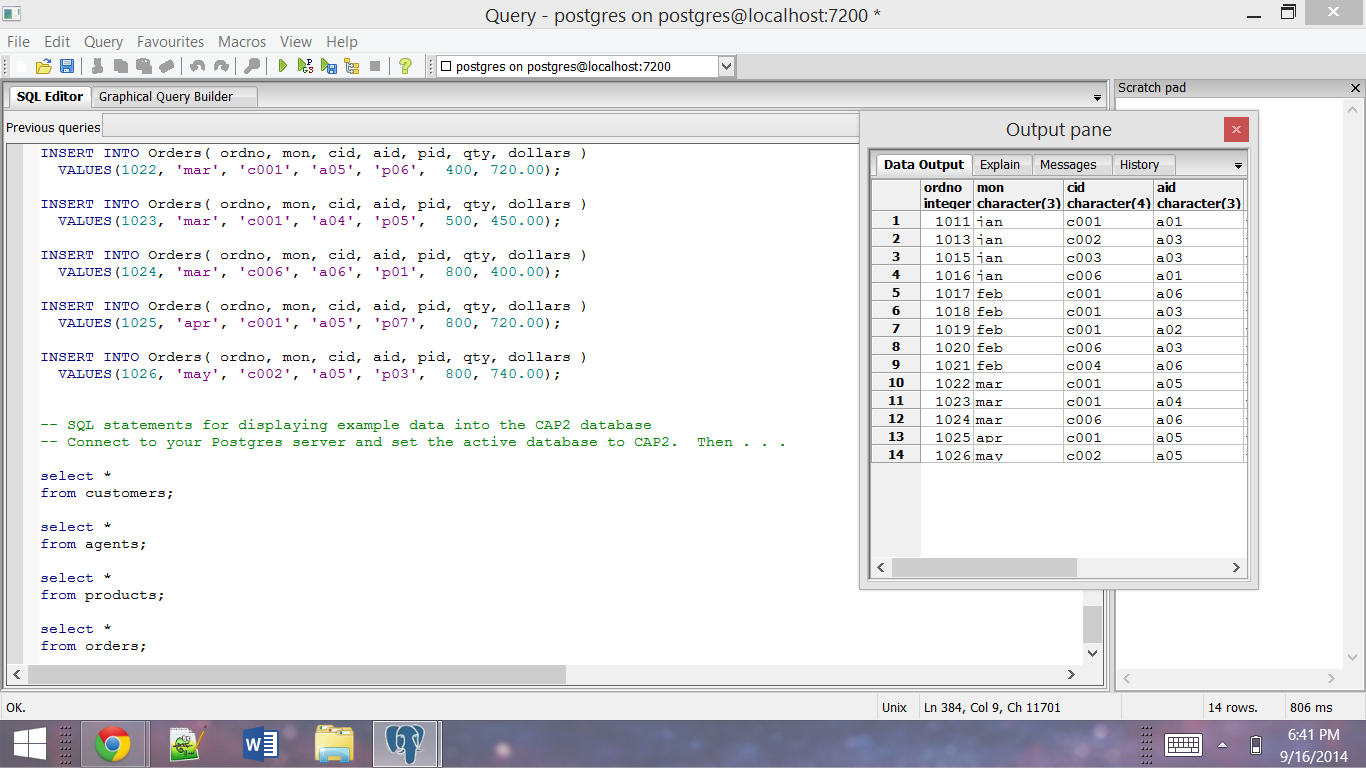 Query - postgres on postgres@localhost:7200 *
File Edit Query Favourites Macros View Help
postgres on postgres@localhost:7200
SQL Editor Graphical Query Builder
Previous queries
INSERT INTO Orders( ordno, mon, cid, aid, pid, qty, dollars )
VALUES(1022, 'mar', 'c001', 'a05', 'p06', 400, 720.00);
INSERT INTO Orders( ordno, mon, cid, aid, pid, qty, dollars )
VALUES(1023, 'mar', 'c001', 'a04', 'p05', 500, 450.00);
INSERT INTO Orders( ordno, mon, cid, aid, pid, qty, dollars )
VALUES(1024, 'mar', 'c006', 'a06', 'p01', 800, 400.00);
INSERT INTO Orders( ordno, mon, cid, aid, pid, qty, dollars )
VALUES(1025, 'apr', 'c001', 'a05', 'p07', 800, 720.00);
INSERT INTO Orders( ordno, mon, cid, aid, pid, qty, dollars )
VALUES(1026, 'may', 'c002', 'a05', 'p03', 800, 740.00);
-- SQL statements for displaying example data into the CAP2 database
-- Connect to your Postgres server and set the active database to CAP2. Then . . .
select *
from customers;
select *
from agents;
select *
from products;
select *
from orders;
Scratch pad
Output pane
Data Output Explain Messages History
ordno mon cid aid
integer character(3) character(4) character(3)
1 1011 jan c001 a01
2 1013 jan c002 a03
3 1015 jan c003 a03
4 1016 jan c006 a01
5 1017 feb c001 a06
6 1018 feb c001 a03
7 1019 feb c001 a02
8 1020 feb c006 a03
9 1021 feb c004 a06
10 1022 mar c001 a05
11 1023 mar c001 a04
12 1024 mar c006 a06
13 1025 apr c001 a05
14 1026 may c002 a05
OK. Unix Ln 384, Col 9, Ch 11701 14 rows. 806 ms
6:41 PM
9/16/2014